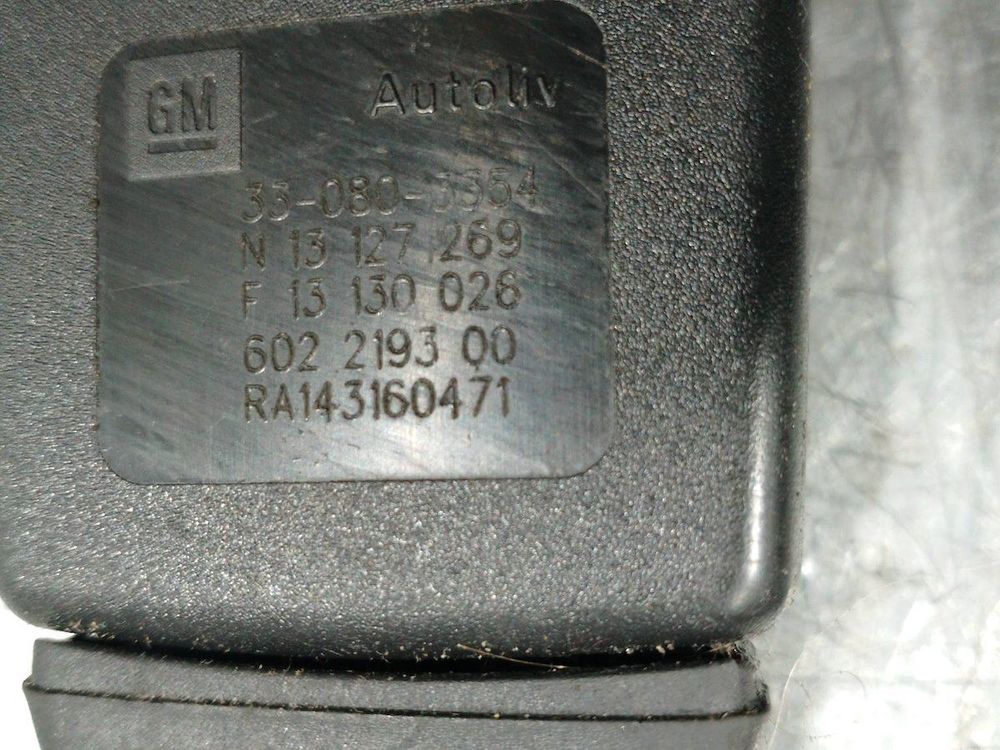 GM
Autoliv
33-080-3354
N 13 127 269
F 13 130 026
602 2193 00
RA143160471